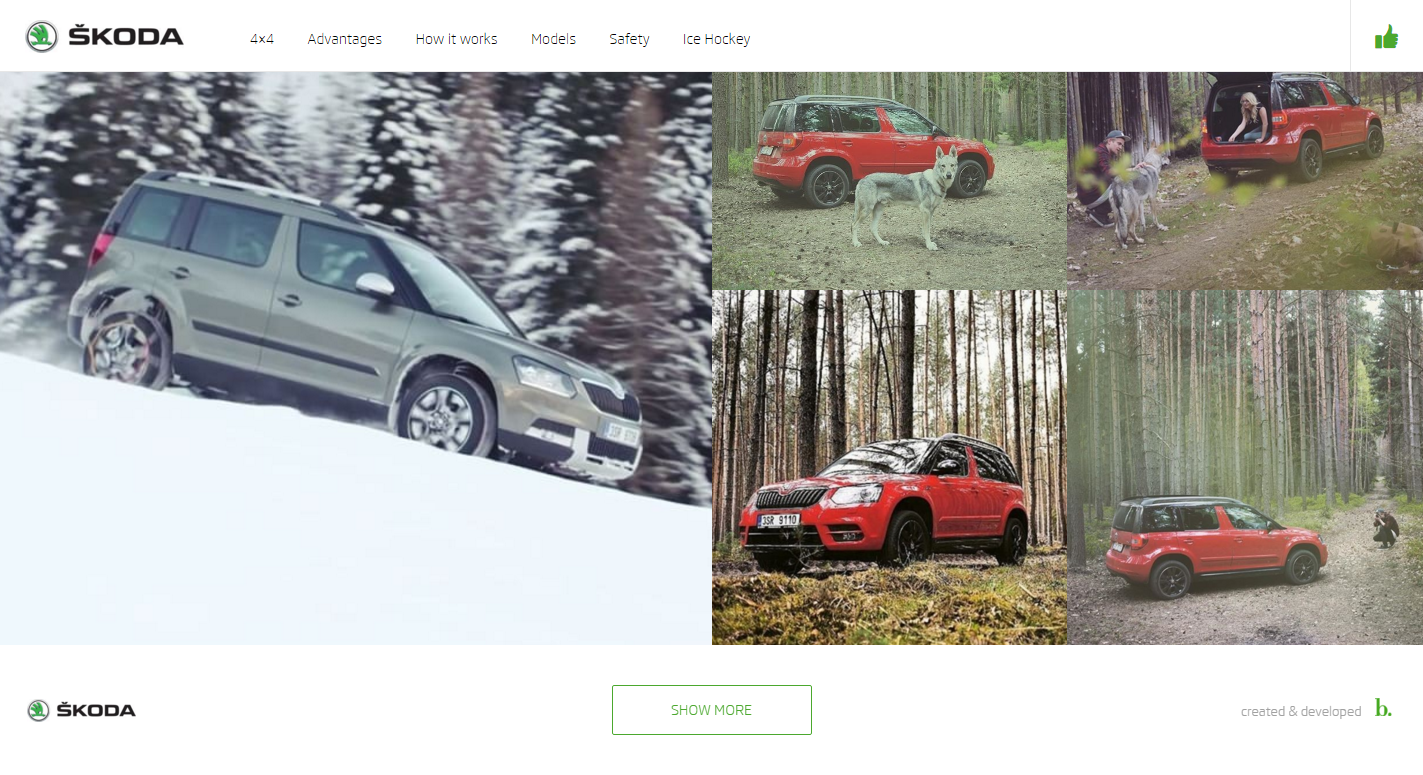 ŠKODA
4×4 Advantages How it works Models Safety Ice Hockey
3SR 9110
ŠKODA
SHOW MORE
created & developed b.